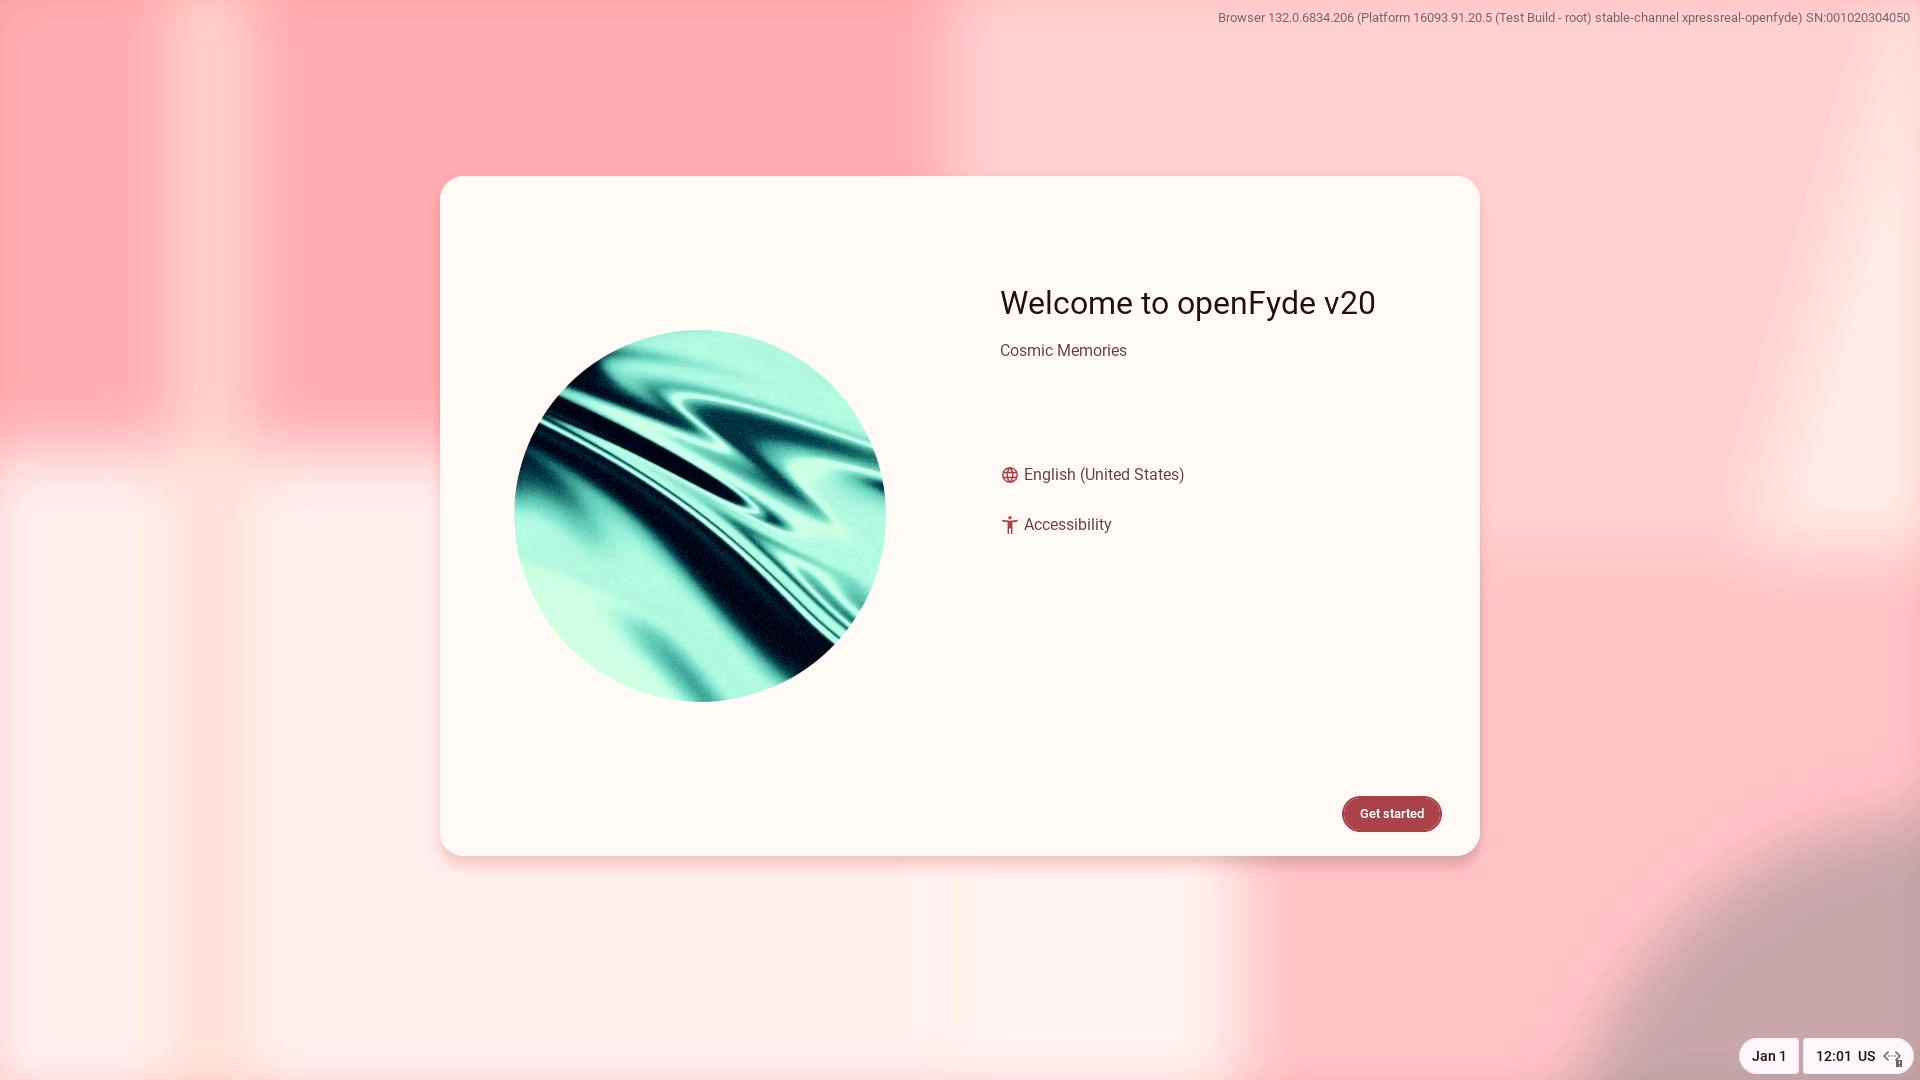 Browser 132.0.6834.206 (Platform 16093.91.20.5 (Test Build - root) stable-channel xpressreal-openfyde) SN:001020304050
Welcome to openFyde v20
Cosmic Memories
English (United States)
Accessibility
Get started
Jan 1
12:01 US